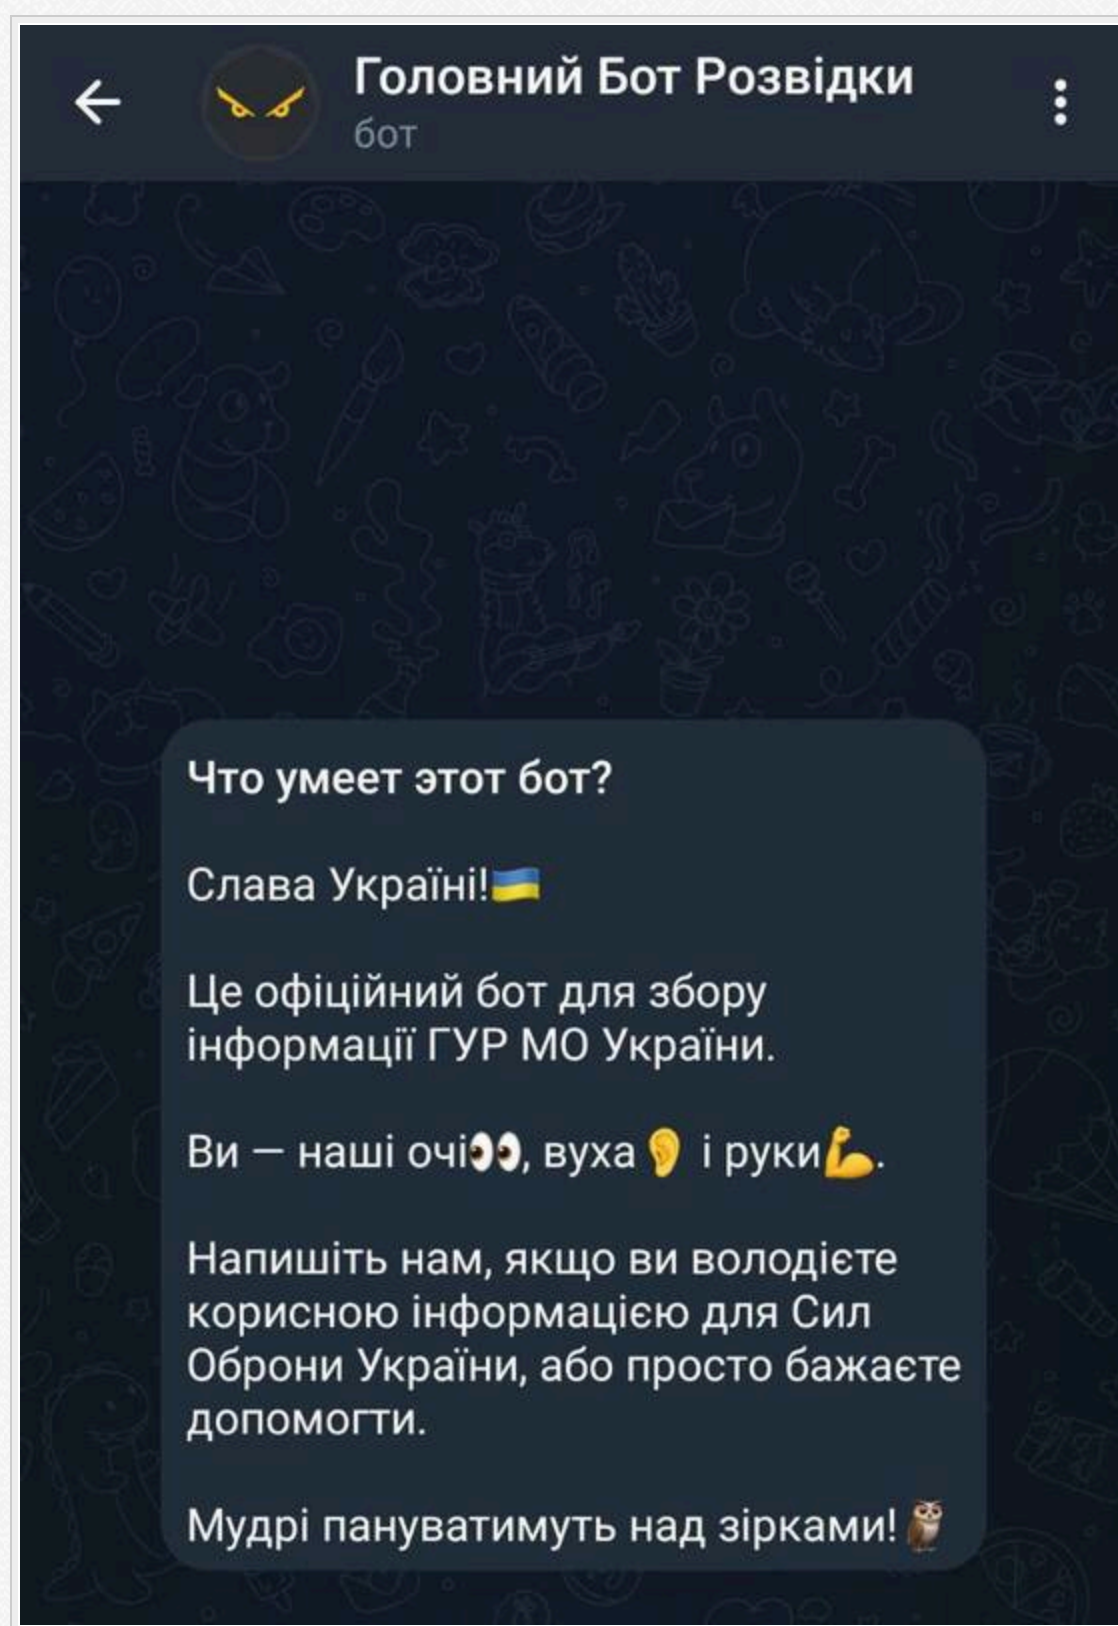 Головний Бот Розвідки
бот
Что умеет этот бот?
Слава Україні!🇺🇦
Це офіційний бот для збору
інформації ГУР МО України.
Ви — наші очі👀, вуха👂 і руки💪.
Напишіть нам, якщо ви володієте
корисною інформацією для Сил
Оброни України, або просто бажаєте
допомогти.
Мудрі пануватимуть над зірками!🦉